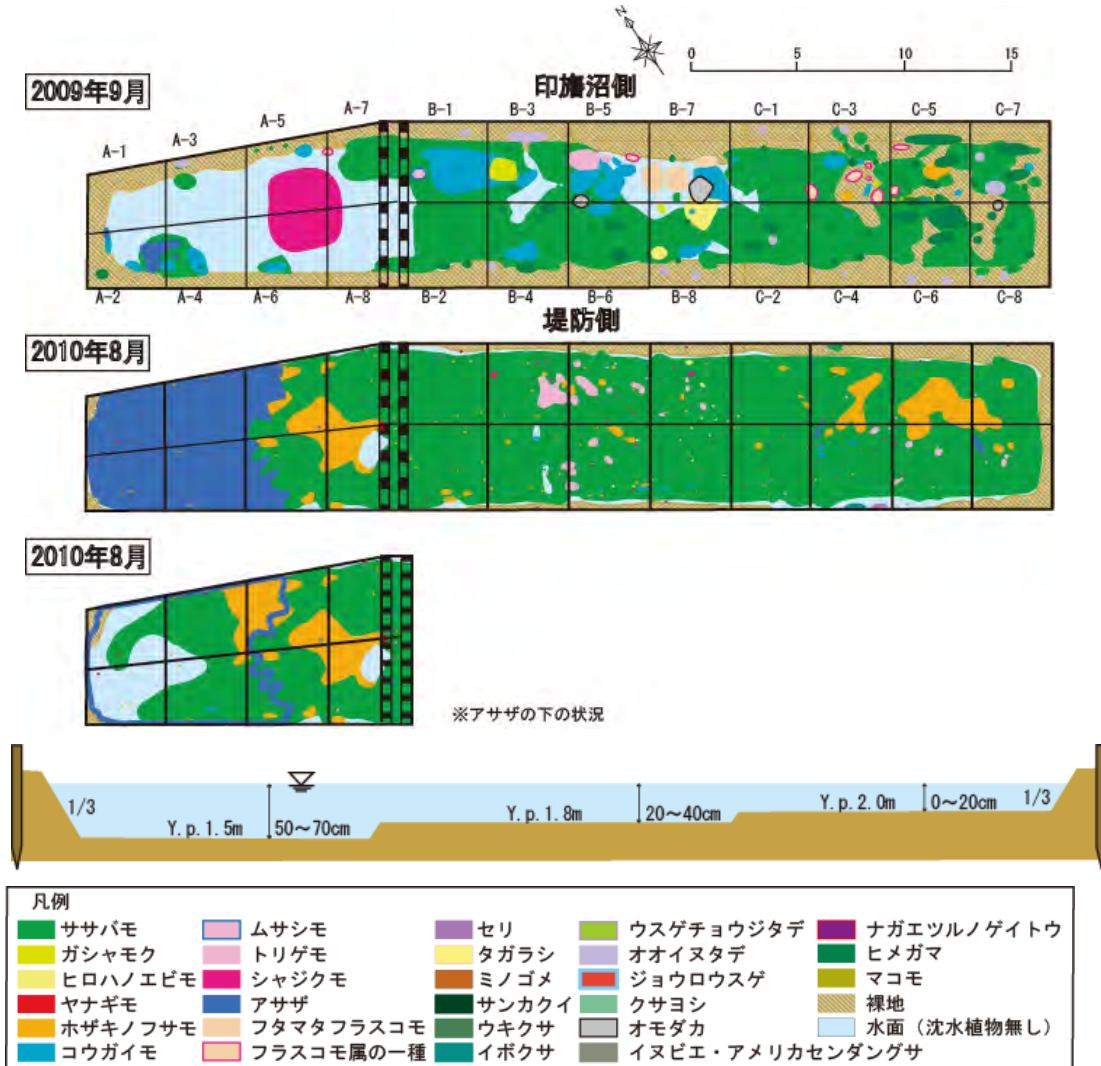 N
0 5 10 15
2009年9月
印旛沼側
A-1 A-3 A-5 A-7 B-1 B-3 B-5 B-7 C-1 C-3 C-5 C-7
A-2 A-4 A-6 A-8 B-2 B-4 B-6 B-8 C-2 C-4 C-6 C-8
堤防側
2010年8月
2010年8月
※アサザの下の状況
1/3 Y.p.1.5m 50～70cm Y.p.1.8m 20～40cm Y.p.2.0m 0～20cm 1/3
凡例
ササバモ ムサシモ セリ ウスゲチョウジタデ ナガエツルノゲイトウ
ガシャモク トリゲモ タガラシ オオイヌタデ ヒメガマ
ヒロハノエビモ シャジクモ ミノゴメ ジョウロウスゲ マコモ
ヤナギモ アサザ サンカクイ クサヨシ 裸地
ホザキノフサモ フタマタフラスコモ ウキクサ オモダカ 水面（沈水植物無し）
コウガイモ フラスコモ属の一種 イボクサ イヌビエ・アメリカセンダングサ